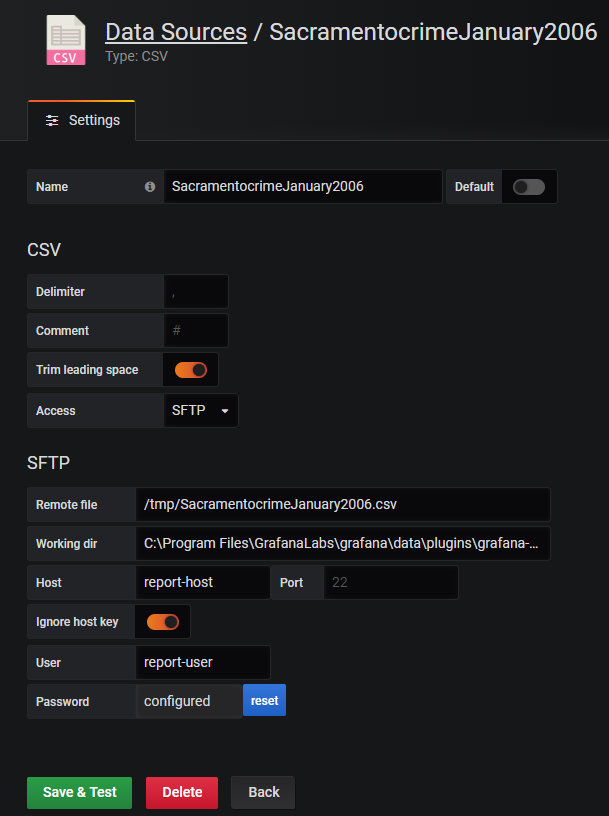 Data Sources / SacramentocrimeJanuary2006
CSV
Type: CSV
Settings
Name SacramentocrimeJanuary2006 Default
CSV
Delimiter ,
Comment #
Trim leading space
Access SFTP
SFTP
Remote file /tmp/SacramentocrimeJanuary2006.csv
Working dir C:\Program Files\GrafanaLabs\grafana\data\plugins\grafana-...
Host report-host Port 22
Ignore host key
User report-user
Password configured reset
Save & Test Delete Back